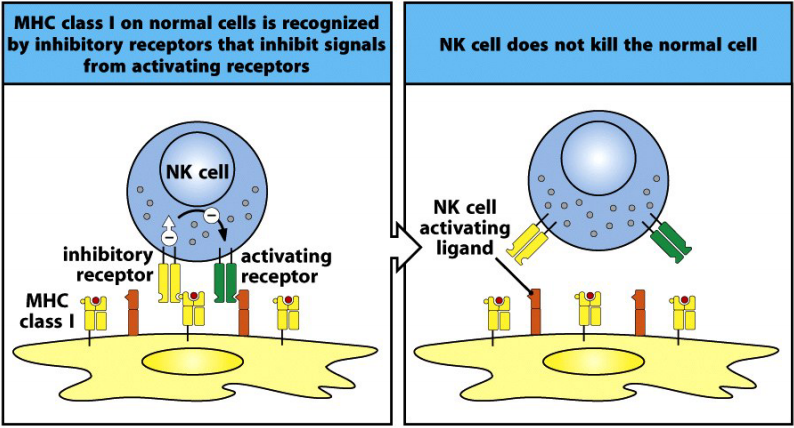 MHC class I on normal cells is recognized
by inhibitory receptors that inhibit signals
from activating receptors
NK cell does not kill the normal cell
NK cell
inhibitory
receptor
activating
receptor
MHC
class I
NK cell
activating
ligand